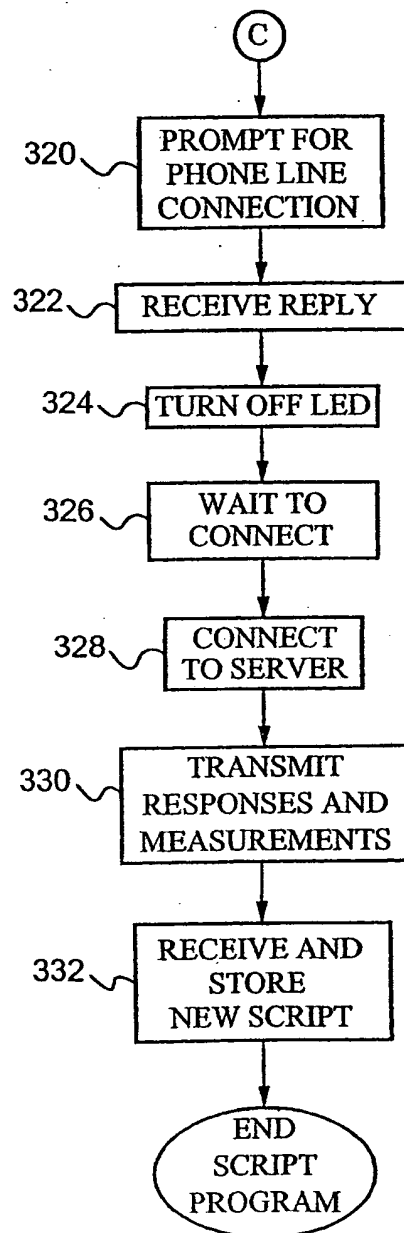 C
320
PROMPT FOR
PHONE LINE
CONNECTION
322
RECEIVE REPLY
324
TURN OFF LED
326
WAIT TO
CONNECT
328
CONNECT
TO SERVER
330
TRANSMIT
RESPONSES AND
MEASUREMENTS
332
RECEIVE AND
STORE
NEW SCRIPT
END
SCRIPT
PROGRAM